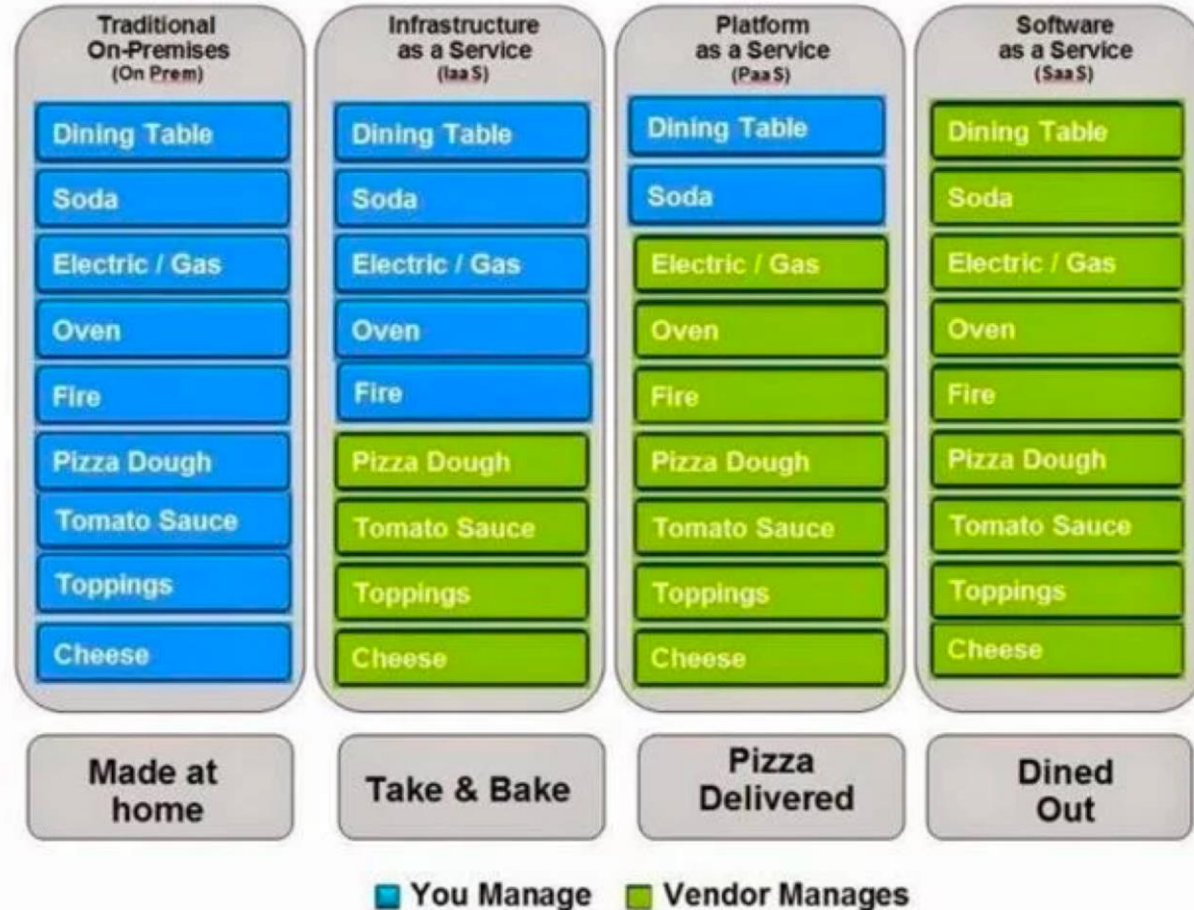 Traditional
On-Premises
(On Prem)
Dining Table
Soda
Electric / Gas
Oven
Fire
Pizza Dough
Tomato Sauce
Toppings
Cheese
Made at
home
Infrastructure
as a Service
(IaaS)
Dining Table
Soda
Electric / Gas
Oven
Fire
Pizza Dough
Tomato Sauce
Toppings
Cheese
Take & Bake
Platform
as a Service
(PaaS)
Dining Table
Soda
Electric / Gas
Oven
Fire
Pizza Dough
Tomato Sauce
Toppings
Cheese
Pizza
Delivered
Software
as a Service
(SaaS)
Dining Table
Soda
Electric / Gas
Oven
Fire
Pizza Dough
Tomato Sauce
Toppings
Cheese
Dined
Out
You Manage
Vendor Manages